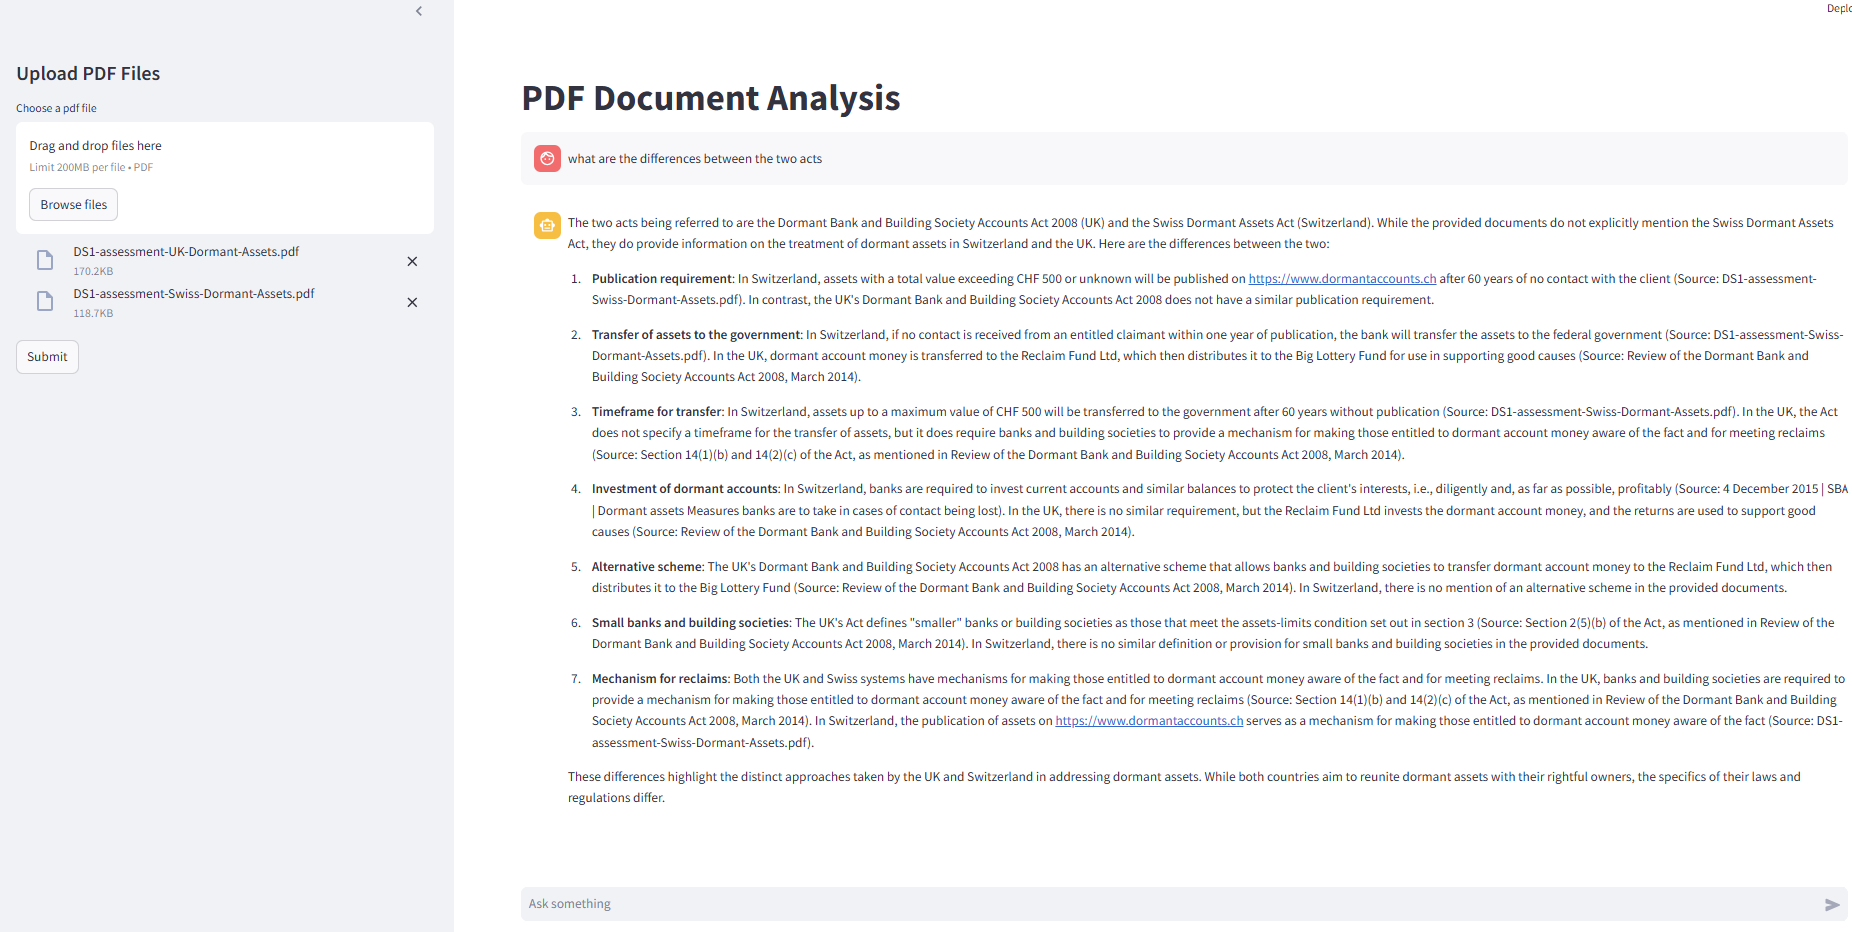 Deplo
Upload PDF Files
Choose a pdf file
Drag and drop files here
Limit 200MB per file • PDF
Browse files
DS1-assessment-UK-Dormant-Assets.pdf
170.2KB
DS1-assessment-Swiss-Dormant-Assets.pdf
118.7KB
Submit
PDF Document Analysis
what are the differences between the two acts
The two acts being referred to are the Dormant Bank and Building Society Accounts Act 2008 (UK) and the Swiss Dormant Assets Act (Switzerland). While the provided documents do not explicitly mention the Swiss Dormant Assets
Act, they do provide information on the treatment of dormant assets in Switzerland and the UK. Here are the differences between the two:
1. Publication requirement: In Switzerland, assets with a total value exceeding CHF 500 or unknown will be published on https://www.dormantaccounts.ch after 60 years of no contact with the client (Source: DS1-assessment-
Swiss-Dormant-Assets.pdf). In contrast, the UK's Dormant Bank and Building Society Accounts Act 2008 does not have a similar publication requirement.
2. Transfer of assets to the government: In Switzerland, if no contact is received from an entitled claimant within one year of publication, the bank will transfer the assets to the federal government (Source: DS1-assessment-Swiss-
Dormant-Assets.pdf). In the UK, dormant account money is transferred to the Reclaim Fund Ltd, which then distributes it to the Big Lottery Fund for use in supporting good causes (Source: Review of the Dormant Bank and
Building Society Accounts Act 2008, March 2014).
3. Timeframe for transfer: In Switzerland, assets up to a maximum value of CHF 500 will be transferred to the government after 60 years without publication (Source: DS1-assessment-Swiss-Dormant-Assets.pdf). In the UK, the Act
does not specify a timeframe for the transfer of assets, but it does require banks and building societies to provide a mechanism for making those entitled to dormant account money aware of the fact and for meeting reclaims
(Source: Section 14(1)(b) and 14(2)(c) of the Act, as mentioned in Review of the Dormant Bank and Building Society Accounts Act 2008, March 2014).
4. Investment of dormant accounts: In Switzerland, banks are required to invest current accounts and similar balances to protect the client's interests, i.e., diligently and, as far as possible, profitably (Source: 4 December 2015 | SBA
| Dormant assets Measures banks are to take in cases of contact being lost). In the UK, there is no similar requirement, but the Reclaim Fund Ltd invests the dormant account money, and the returns are used to support good
causes (Source: Review of the Dormant Bank and Building Society Accounts Act 2008, March 2014).
5. Alternative scheme: The UK's Dormant Bank and Building Society Accounts Act 2008 has an alternative scheme that allows banks and building societies to transfer dormant account money to the Reclaim Fund Ltd, which then
distributes it to the Big Lottery Fund (Source: Review of the Dormant Bank and Building Society Accounts Act 2008, March 2014). In Switzerland, there is no mention of an alternative scheme in the provided documents.
6. Small banks and building societies: The UK's Act defines "smaller" banks or building societies as those that meet the assets-limits condition set out in section 3 (Source: Section 2(5)(b) of the Act, as mentioned in Review of the
Dormant Bank and Building Society Accounts Act 2008, March 2014). In Switzerland, there is no similar definition or provision for small banks and building societies in the provided documents.
7. Mechanism for reclaims: Both the UK and Swiss systems have mechanisms for making those entitled to dormant account money aware of the fact and for meeting reclaims. In the UK, banks and building societies are required to
provide a mechanism for making those entitled to dormant account money aware of the fact and for meeting reclaims (Source: Section 14(1)(b) and 14(2)(c) of the Act, as mentioned in Review of the Dormant Bank and Building
Society Accounts Act 2008, March 2014). In Switzerland, the publication of assets on https://www.dormantaccounts.ch serves as a mechanism for making those entitled to dormant account money aware of the fact (Source: DS1-
assessment-Swiss-Dormant-Assets.pdf).
These differences highlight the distinct approaches taken by the UK and Switzerland in addressing dormant assets. While both countries aim to reunite dormant assets with their rightful owners, the specifics of their laws and
regulations differ.
Ask something